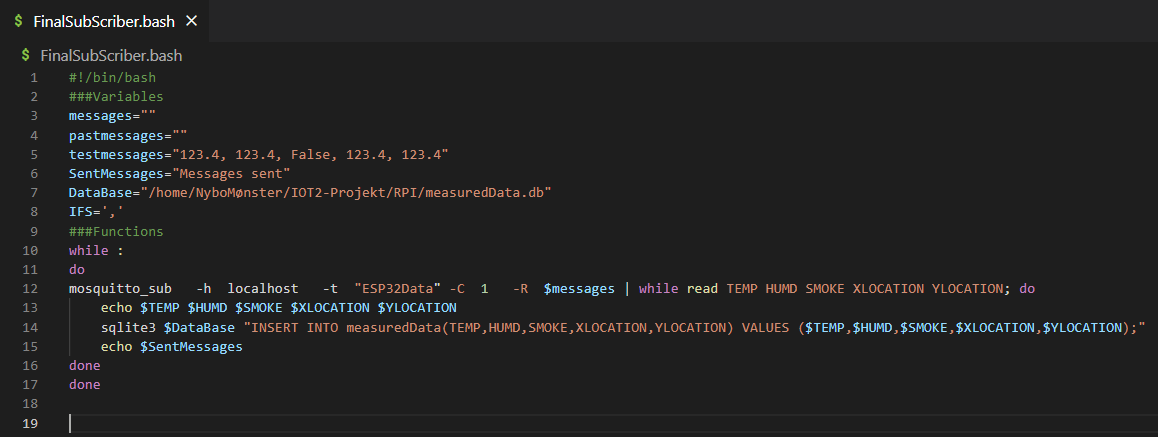 $ FinalSubScriber.bash ×
$ FinalSubScriber.bash
1 #!/bin/bash
2 ###Variables
3 messages=""
4 pastmessages=""
5 testmessages="123.4, 123.4, False, 123.4, 123.4"
6 SentMessages="Messages sent"
7 DataBase="/home/NyboMønster/IOT2-Projekt/RPI/measuredData.db"
8 IFS=','
9 ###Functions
10 while :
11 do
12 mosquitto_sub   -h  localhost   -t  "ESP32Data" -C  1   -R  $messages | while read TEMP HUMD SMOKE XLOCATION YLOCATION; do
13     echo $TEMP $HUMD $SMOKE $XLOCATION $YLOCATION
14     sqlite3 $DataBase "INSERT INTO measuredData(TEMP,HUMD,SMOKE,XLOCATION,YLOCATION) VALUES ($TEMP,$HUMD,$SMOKE,$XLOCATION,$YLOCATION);"
15     echo $SentMessages
16 done
17 done
18
19